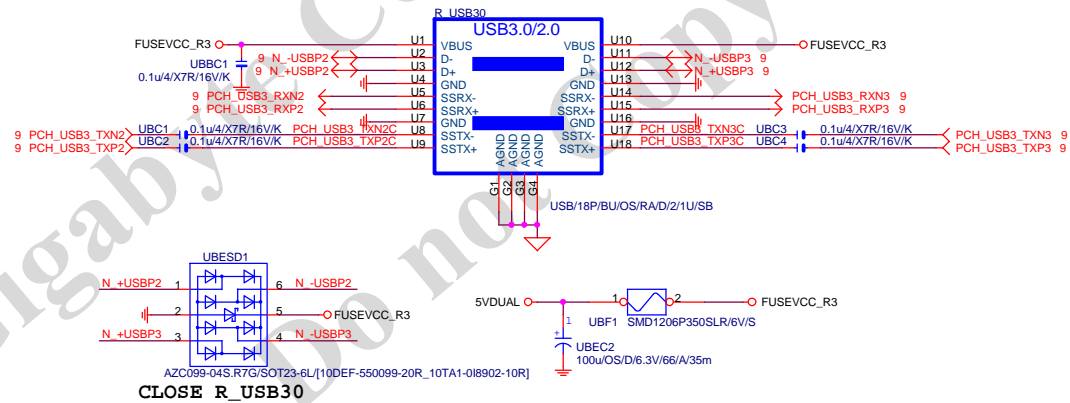 R_USB30
USB3.0/2.0
FUSEVCC_R3 U1 VBUS VBUS U10 FUSEVCC_R3
9 N_-USBP2 U2 D- D- U11 N_-USBP3 9
9 N_+USBP2 U3 D+ D+ U12 N_+USBP3 9
U4 GND GND U13
9 PCH_USB3_RXN2 U5 SSRX- SSRX- U14 PCH_USB3_RXN3 9
9 PCH_USB3_RXP2 U6 SSRX+ SSRX+ U15 PCH_USB3_RXP3 9
U7 GND GND U16
9 PCH_USB3_TXN2 UBC1 0.1u/4/X7R/16V/K PCH_USB3_TXN2C U8 SSTX- SSTX- U17 PCH_USB3_TXN3C UBC3 0.1u/4/X7R/16V/K PCH_USB3_TXN3 9
9 PCH_USB3_TXP2 UBC2 0.1u/4/X7R/16V/K PCH_USB3_TXP2C U9 SSTX+ SSTX+ U18 PCH_USB3_TXP3C UBC4 0.1u/4/X7R/16V/K PCH_USB3_TXP3 9
UBBC1
0.1u/4/X7R/16V/K
AGND AGND AGND AGND
G1 G2 G3 G4
USB/18P/BU/OS/RA/D/2/1U/SB
UBESD1
N_+USBP2 1 6 N_-USBP2
2 5 FUSEVCC_R3
N_+USBP3 3 4 N_-USBP3
AZC099-04S.R7G/SOT23-6L/[10DEF-550099-20R_10TA1-0I8902-10R]
CLOSE R_USB30
5VDUAL 1 2 FUSEVCC_R3
UBF1 SMD1206P350SLR/6V/S
+ 1
UBEC2
100u/OS/D/6.3V/66/A/35m
igabyte Co
Do not Copy